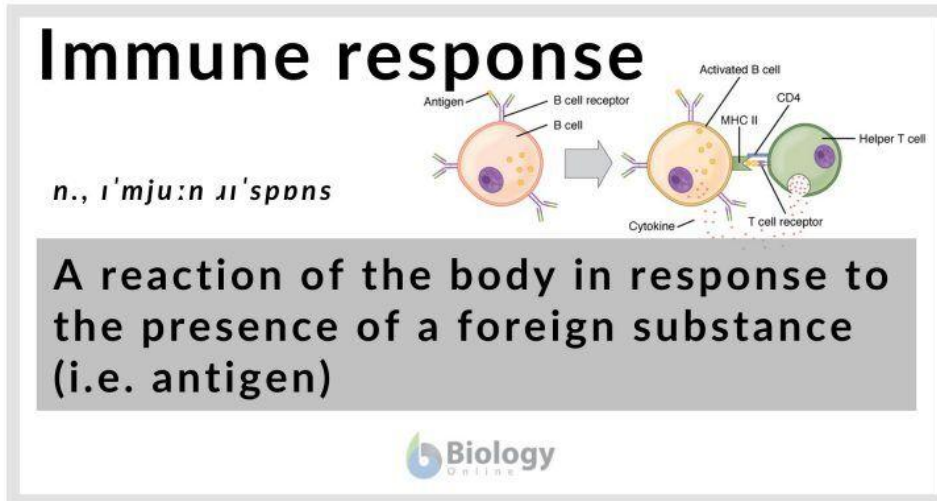 Immune response
Activated B cell
Antigen
B cell receptor
CD4
MHC II
B cell
Helper T cell
n., ɪˈmjuːn ɹɪˈspɒns
Cytokine
T cell receptor
A reaction of the body in response to
the presence of a foreign substance
(i.e. antigen)
Biology
Online